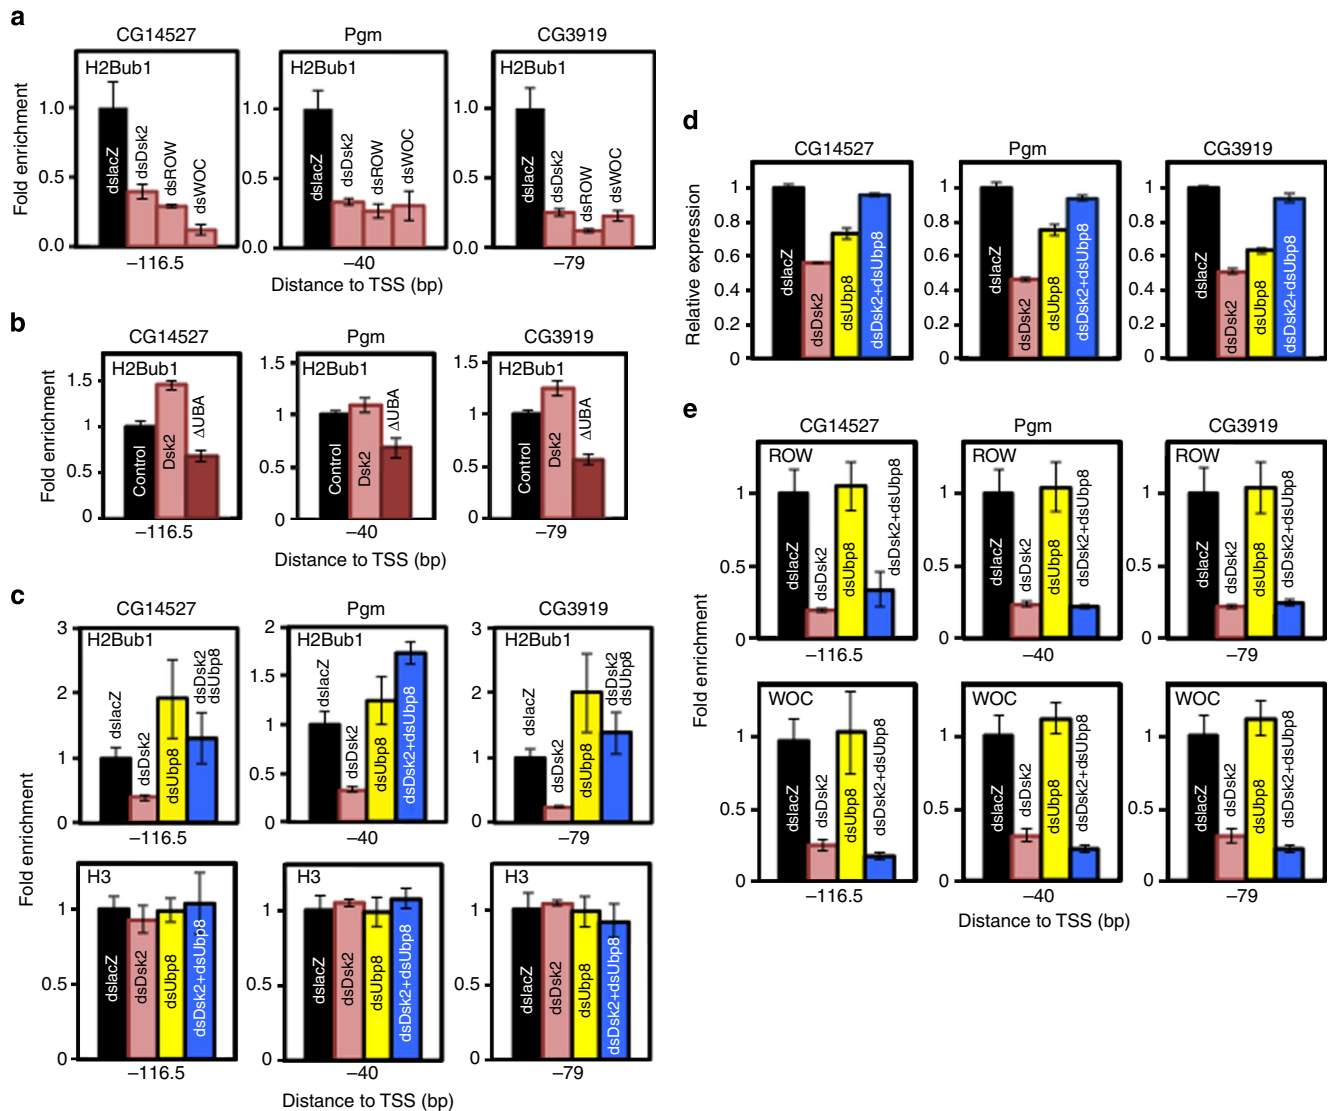 a
CG14527
Pgm
CG3919
Fold enrichment
H2Bub1
H2Bub1
H2Bub1
1.0
0.5
0.0
1.0
0.5
0.0
1.0
0.5
0.0
dslacZ
dsDsk2
dsROW
dsWOC
dslacZ
dsDsk2
dsROW
dsWOC
dslacZ
dsDsk2
dsROW
dsWOC
–116.5
–40
–79
Distance to TSS (bp)
b
CG14527
Pgm
CG3919
Fold enrichment
H2Bub1
H2Bub1
H2Bub1
1.5
1
0.5
0
1.5
1
0.5
0
1.5
1
0.5
0
Control
Dsk2
ΔUBA
Control
Dsk2
ΔUBA
Control
Dsk2
ΔUBA
–116.5
–40
–79
Distance to TSS (bp)
c
CG14527
Pgm
CG3919
Fold enrichment
H2Bub1
H2Bub1
H2Bub1
3
2
1
0
2
1.5
1
0.5
0
3
2
1
0
dslacZ
dsDsk2
dsUbp8
dsDsk2
dsUbp8
dslacZ
dsDsk2
dsUbp8
dsDsk2+dsUbp8
dslacZ
dsDsk2
dsUbp8
dsDsk2
dsUbp8
–116.5
–40
–79
H3
H3
H3
1
0.5
0
1
0.5
0
1
0.5
0
dslacZ
dsDsk2
dsUbp8
dsDsk2+dsUbp8
dslacZ
dsDsk2
dsUbp8
dsDsk2+dsUbp8
dslacZ
dsDsk2
dsUbp8
dsDsk2+dsUbp8
–116.5
–40
–79
Distance to TSS (bp)
d
CG14527
Pgm
CG3919
Relative expression
1
0.8
0.6
0.4
0.2
0
1
0.8
0.6
0.4
0.2
0
1
0.8
0.6
0.4
0.2
0
dslacZ
dsDsk2
dsUbp8
dsDsk2+dsUbp8
dslacZ
dsDsk2
dsUbp8
dsDsk2+dsUbp8
dslacZ
dsDsk2
dsUbp8
dsDsk2+dsUbp8
e
CG14527
Pgm
CG3919
Fold enrichment
ROW
ROW
ROW
1
0.5
0
1
0.5
0
1
0.5
0
dslacZ
dsDsk2
dsUbp8
dsDsk2+dsUbp8
dslacZ
dsDsk2
dsUbp8
dsDsk2+dsUbp8
dslacZ
dsDsk2
dsUbp8
dsDsk2+dsUbp8
–116.5
–40
–79
WOC
WOC
WOC
1
0.5
0
1
0.5
0
1
0.5
0
dslacZ
dsDsk2
dsUbp8
dsDsk2+dsUbp8
dslacZ
dsDsk2
dsUbp8
dsDsk2+dsUbp8
dslacZ
dsDsk2
dsUbp8
dsDsk2+dsUbp8
–116.5
–40
–79
Distance to TSS (bp)